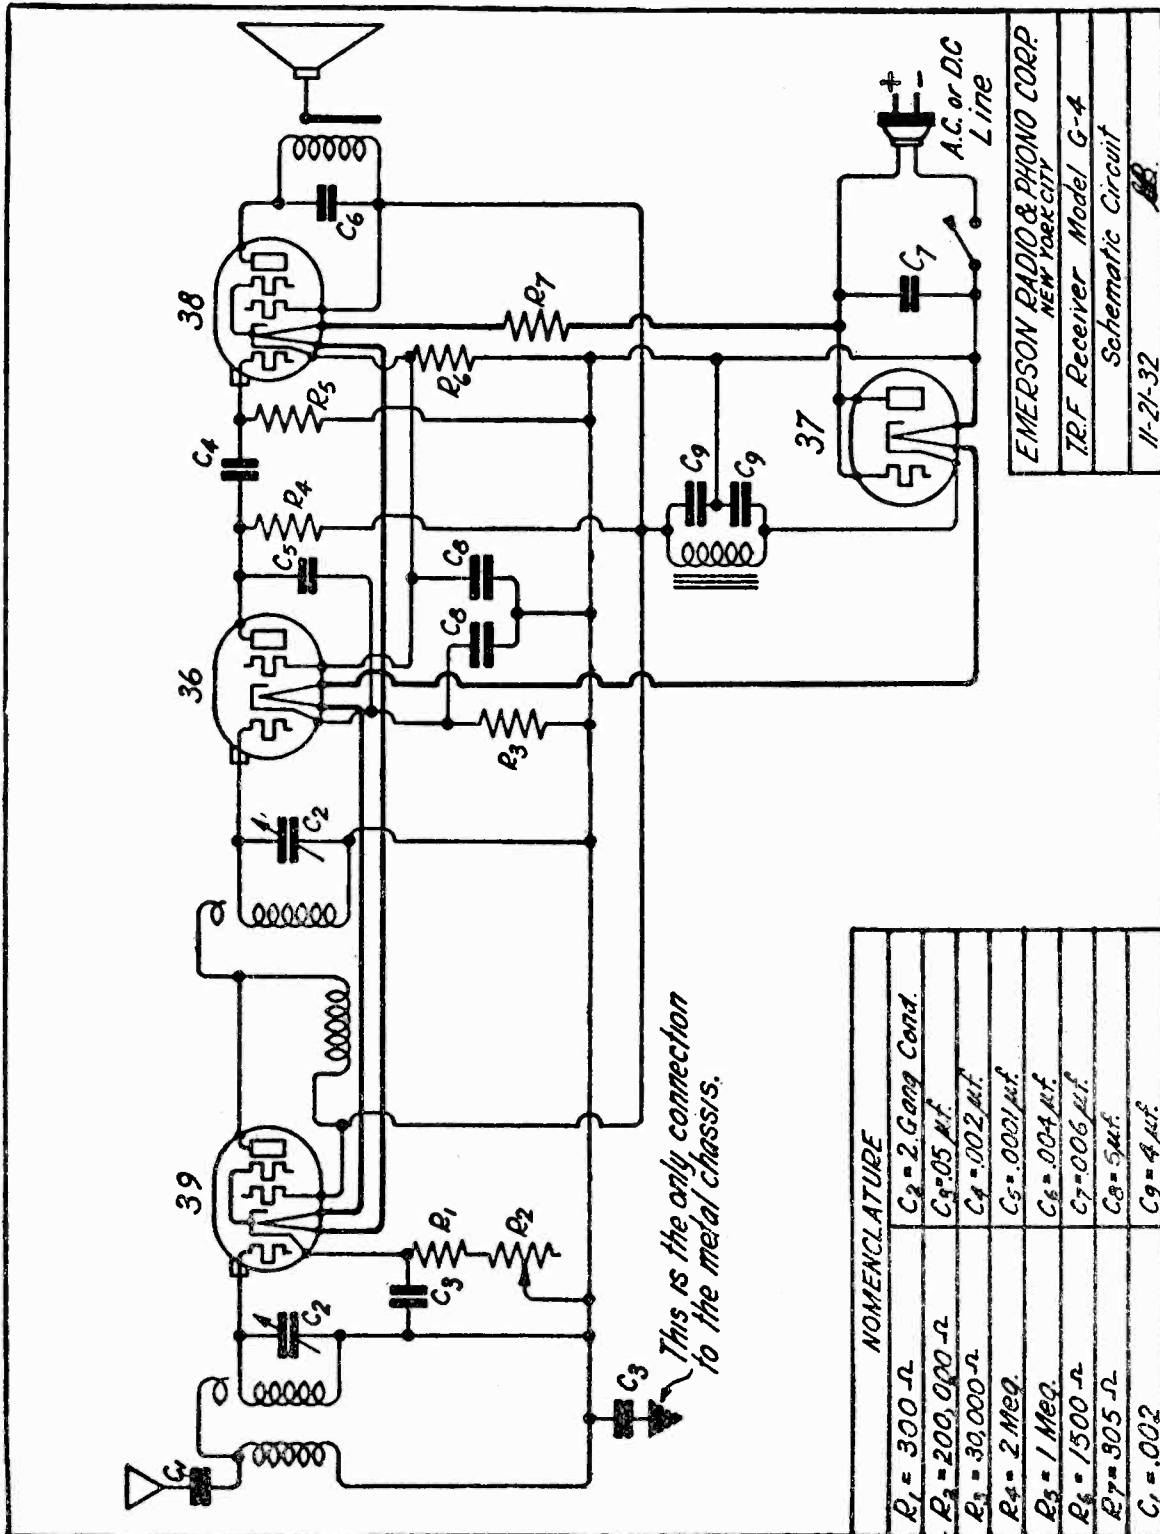 39
36
38
37
C1
C2
C2
C3
C3
R1
R2
R3
C8
C8
C5
R4
C4
R5
R6
R7
C6
C9
C9
C7
A.C. or D.C
Line
+
-
This is the only connection
to the metal chassis.
NOMENCLATURE
R1 = 300 Ω C2 = 2 Gang Cond.
R2 = 200,000 Ω C3 = .05 µf.
R3 = 30,000 Ω C4 = .002 µf.
R4 = 2 Meg. C5 = .0001 µf.
R5 = 1 Meg. C6 = .004 µf.
R6 = 1500 Ω C7 = .006 µf.
R7 = 305 Ω C8 = 5 µf.
C1 = .002 C9 = 4 µf.
EMERSON RADIO & PHONO CORP.
NEW YORK CITY
T.R.F Receiver Model G-4
Schematic Circuit
11-21-32